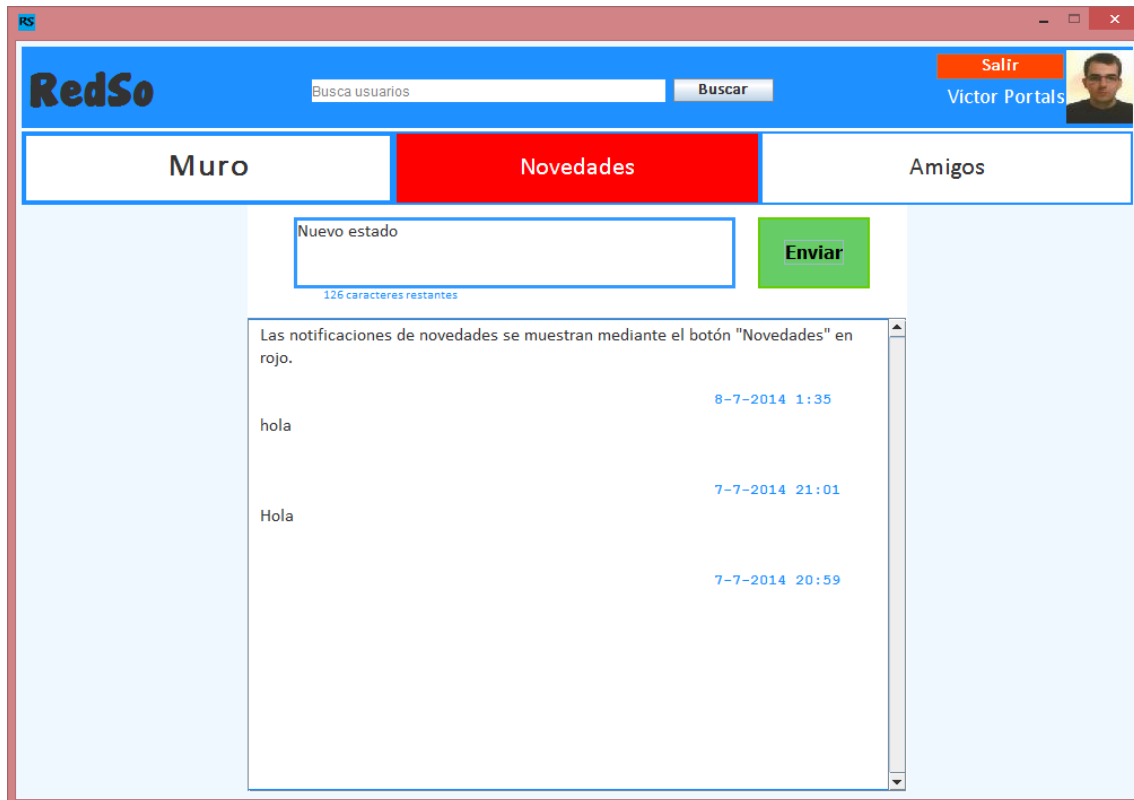 RS
RedSo
Busca usuarios
Buscar
Salir
Victor Portals
Muro
Novedades
Amigos
Nuevo estado
Enviar
126 caracteres restantes
Las notificaciones de novedades se muestran mediante el botón "Novedades" en
rojo.
8-7-2014 1:35
hola
7-7-2014 21:01
Hola
7-7-2014 20:59